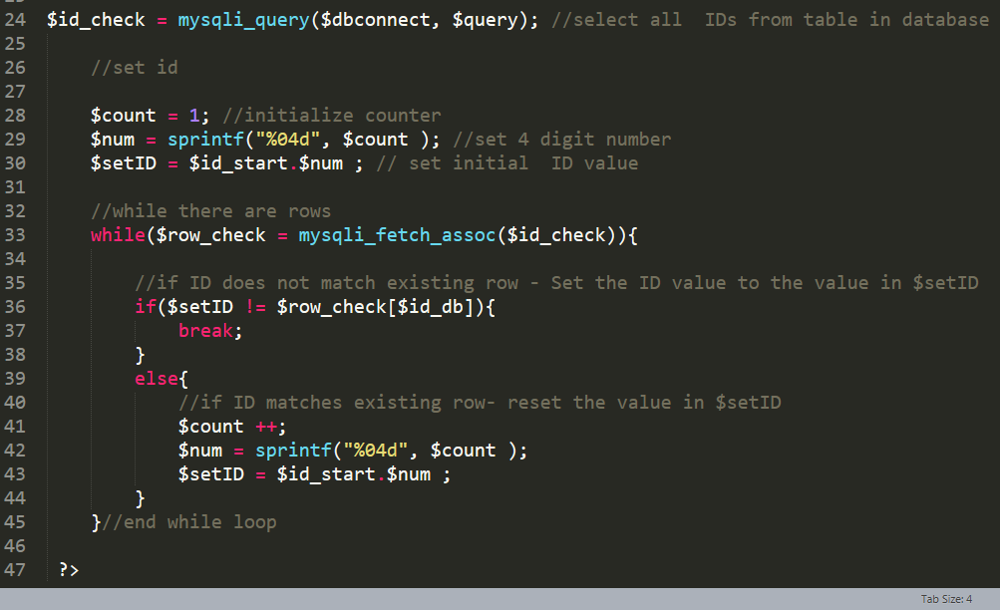 24 $id_check = mysqli_query($dbconnect, $query); //select all  IDs from table in database
25
26     //set id
27
28     $count = 1; //initialize counter
29     $num = sprintf("%04d", $count ); //set 4 digit number
30     $setID = $id_start.$num ; // set initial  ID value
31
32     //while there are rows
33     while($row_check = mysqli_fetch_assoc($id_check)){
34
35         //if ID does not match existing row - Set the ID value to the value in $setID
36         if($setID != $row_check[$id_db]){
37             break;
38         }
39         else{
40             //if ID matches existing row- reset the value in $setID
41             $count ++;
42             $num = sprintf("%04d", $count );
43             $setID = $id_start.$num ;
44         }
45     }//end while loop
46
47  ?>
Tab Size: 4